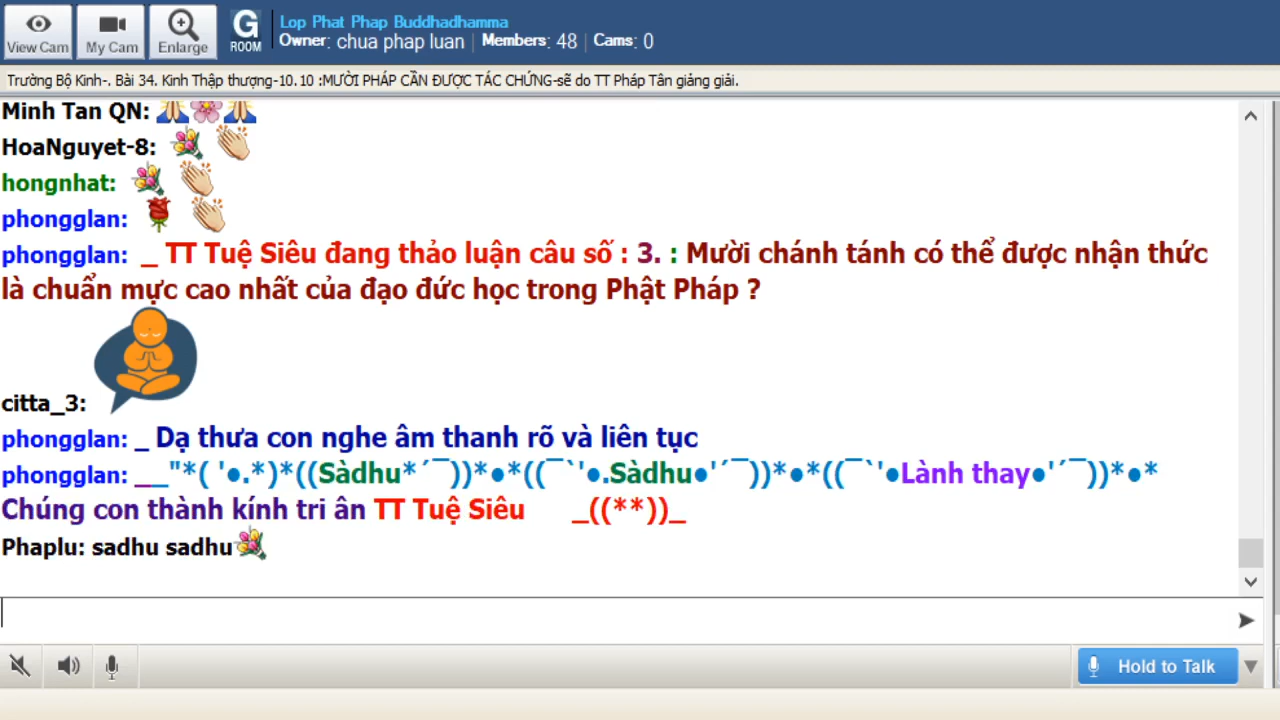 View Cam
My Cam
Enlarge
G
ROOM
Lop Phat Phap Buddhadhamma
Owner: chua phap luan | Members: 48 | Cams: 0
Trường Bộ Kinh-. Bài 34. Kinh Thập thượng-10.10 :MƯỜI PHÁP CẦN ĐƯỢC TÁC CHỨNG-sẽ do TT Pháp Tân giảng giải.
Minh Tan QN: 🙏🌸🙏
HoaNguyet-8: 💐 👏
hongnhat: 💐 👏
phongglan: 🌹 👏
phongglan: _ TT Tuệ Siêu đang thảo luận câu số : 3. : Mười chánh tánh có thể được nhận thức
là chuẩn mực cao nhất của đạo đức học trong Phật Pháp ?
citta_3:
phongglan: _ Dạ thưa con nghe âm thanh rõ và liên tục
phongglan: __"*( '●.*)*((Sàdhu*´¯))*●*((¯`'●.Sàdhu●'´¯))*●*((¯`'●Lành thay●'´¯))*●*
Chúng con thành kính tri ân TT Tuệ Siêu _((**))_
Phaplu: sadhu sadhu💐
Hold to Talk